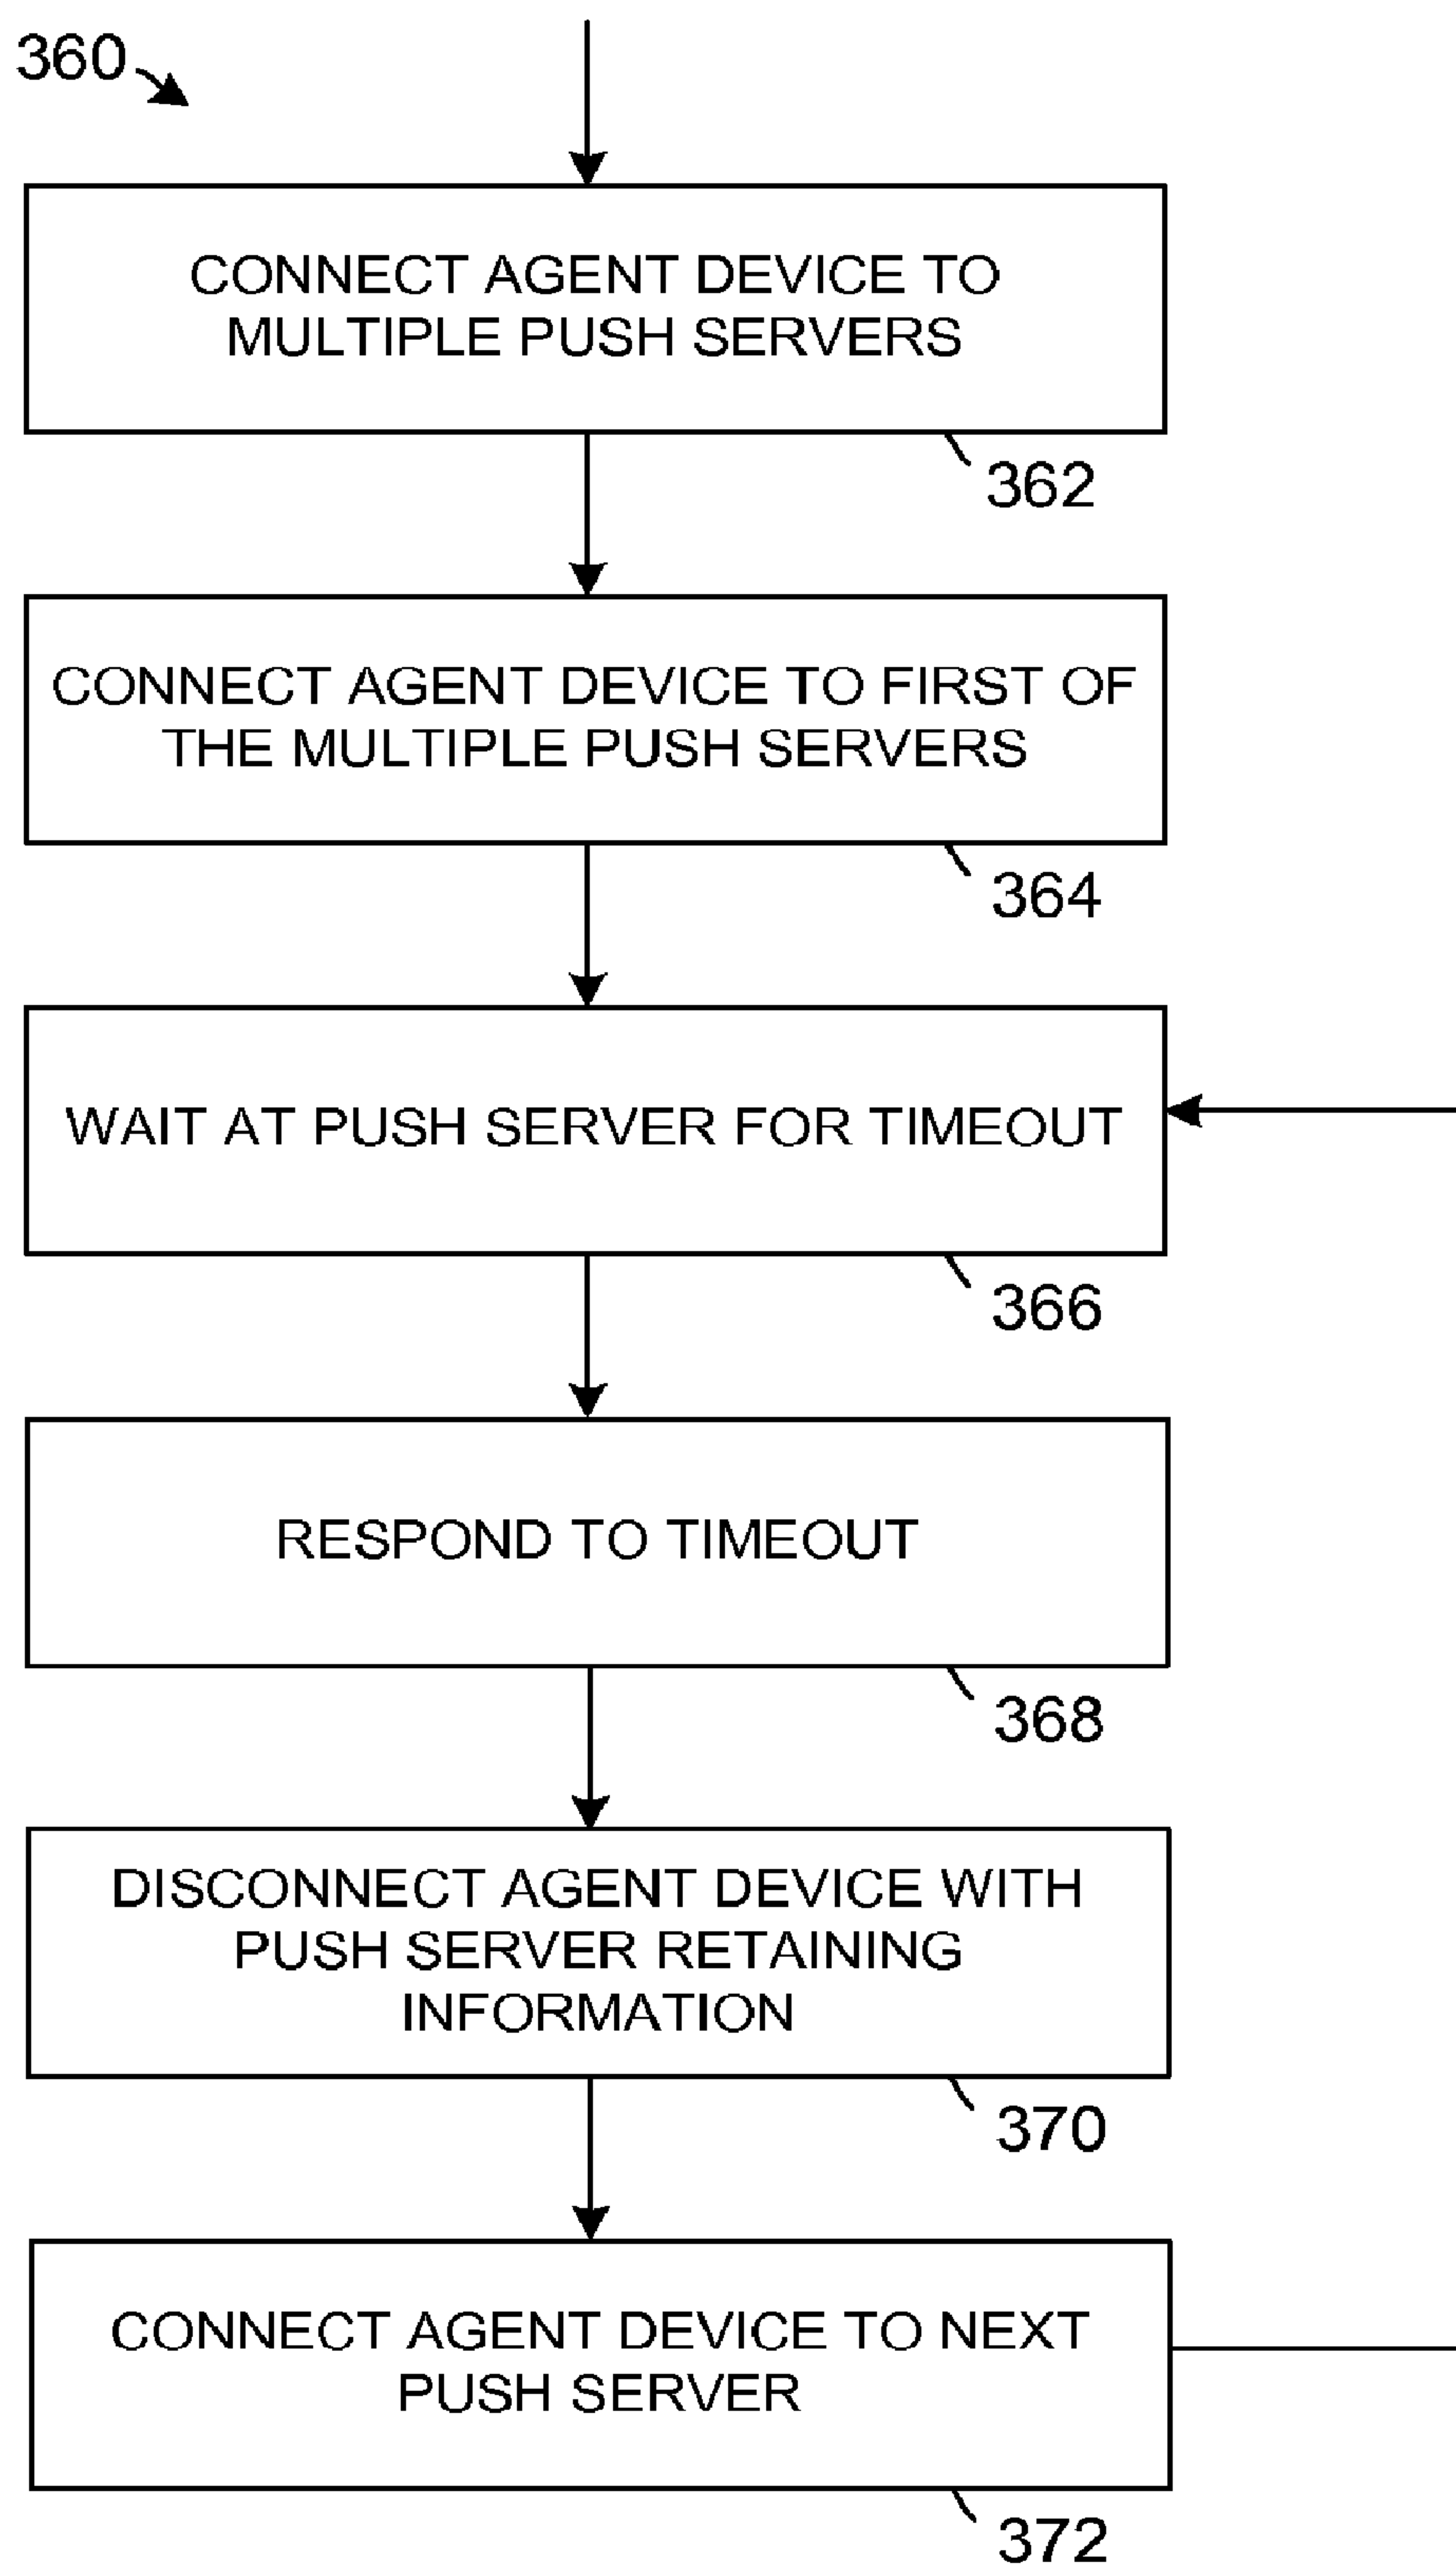 360
CONNECT AGENT DEVICE TO
MULTIPLE PUSH SERVERS
362
CONNECT AGENT DEVICE TO FIRST OF
THE MULTIPLE PUSH SERVERS
364
WAIT AT PUSH SERVER FOR TIMEOUT
366
RESPOND TO TIMEOUT
368
DISCONNECT AGENT DEVICE WITH
PUSH SERVER RETAINING
INFORMATION
370
CONNECT AGENT DEVICE TO NEXT
PUSH SERVER
372